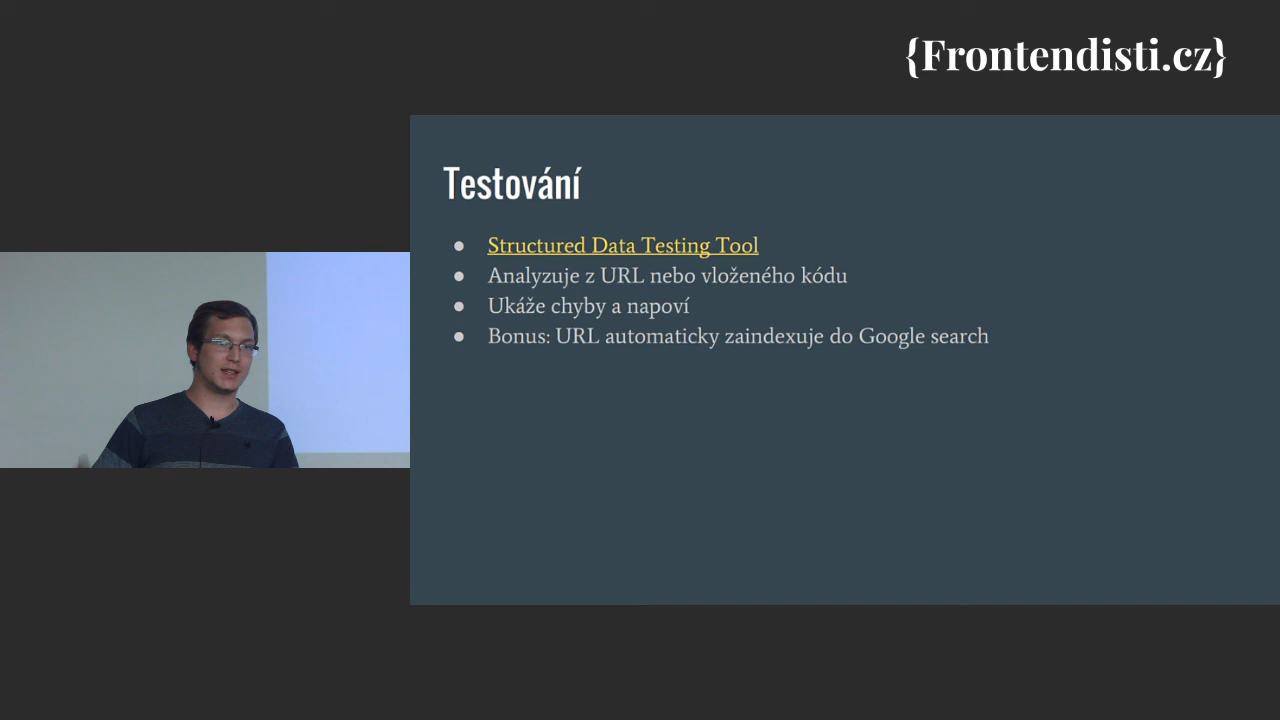 {Frontendisti.cz}
Testování
● Structured Data Testing Tool
● Analyzuje z URL nebo vloženého kódu
● Ukáže chyby a napoví
● Bonus: URL automaticky zaindexuje do Google search